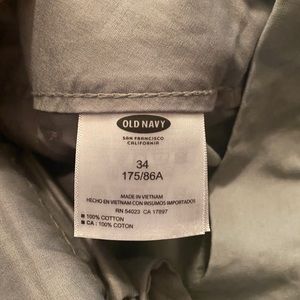 OLD NAVY
SAN FRANCISCO
CALIFORNIA
34
175/86A
MADE IN VIETNAM
HECHO EN VIETNAM CON INSUMOS IMPORTADOS
RN 54023 CA 17897
100% COTTON
CA : 100% COTON